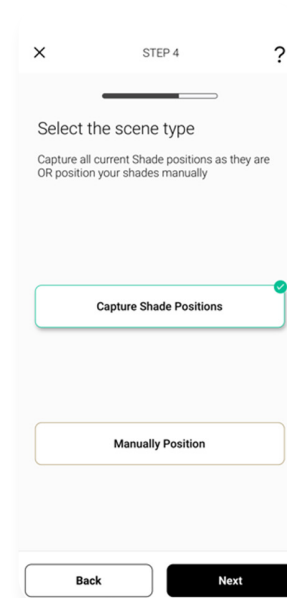 STEP 4
?
Select the scene type
Capture all current Shade positions as they are
OR position your shades manually
Capture Shade Positions
Manually Position
Back
Next